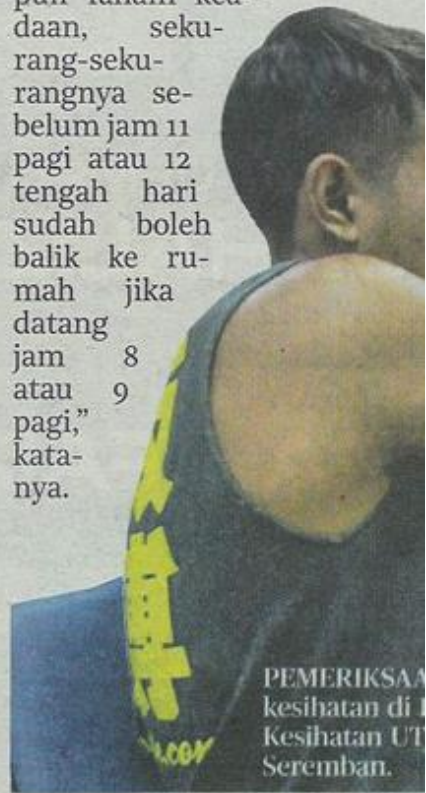 daan, seku-
rang-seku-
rangnya se-
belum jam 11
pagi atau 12
tengah hari
sudah boleh
balik ke ru-
mah jika
datang
jam 8
atau 9
pagi,"
kata-
nya.
PEMERIKSAA
kesihatan di
Kesihatan UT
Seremban.